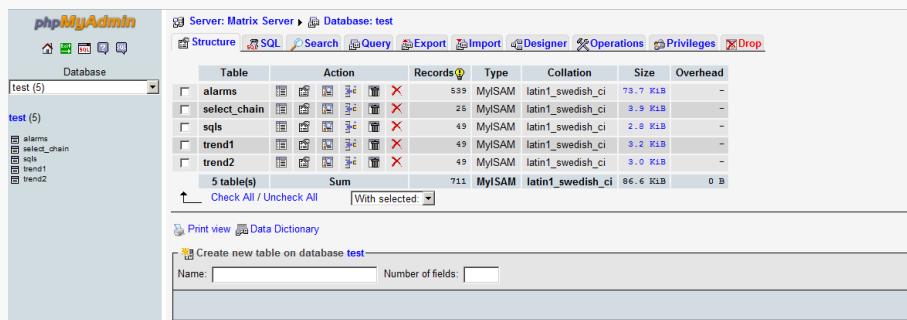 phpMyAdmin
Database
test (5)
test (5)
alarms
select_chain
sqls
trend1
trend2
Server: Matrix Server ▸ Database: test
Structure SQL Search Query Export Import Designer Operations Privileges Drop
Table Action Records Type Collation Size Overhead
alarms 539 MyISAM latin1_swedish_ci 73.7 KiB -
select_chain 25 MyISAM latin1_swedish_ci 3.9 KiB -
sqls 49 MyISAM latin1_swedish_ci 2.8 KiB -
trend1 49 MyISAM latin1_swedish_ci 3.2 KiB -
trend2 49 MyISAM latin1_swedish_ci 3.0 KiB -
5 table(s) Sum 711 MyISAM latin1_swedish_ci 86.6 KiB 0 B
Check All / Uncheck All With selected:
Print view Data Dictionary
Create new table on database test
Name: Number of fields: